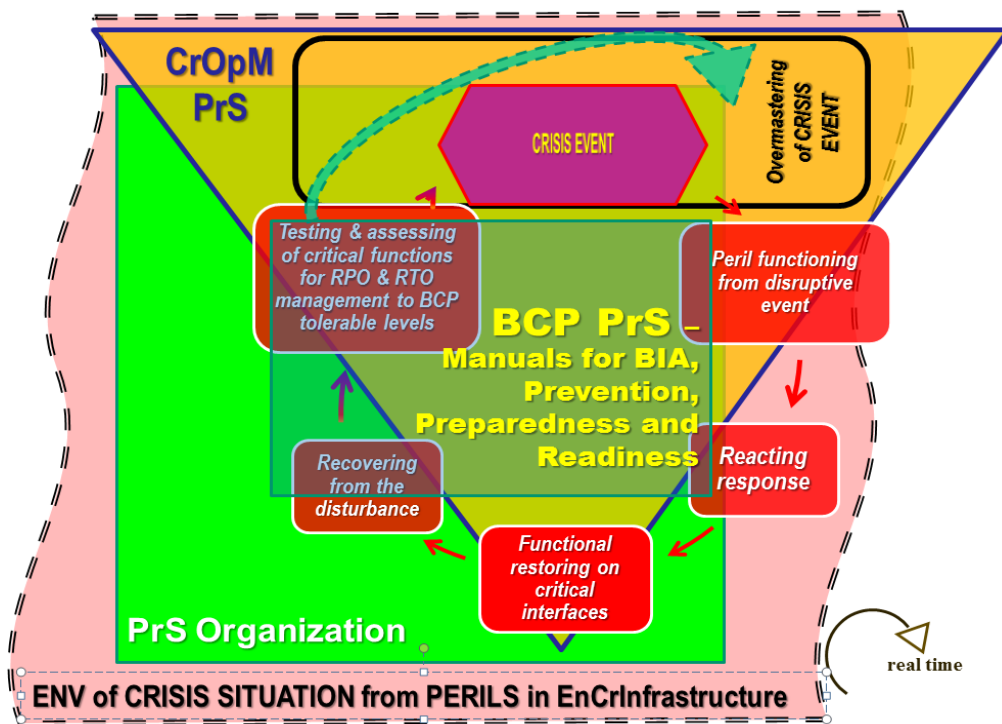 CrOpM
PrS
CRISIS EVENT
Overmastering
of CRISIS
EVENT
Testing & assessing
of critical functions
for RPO & RTO
management to BCP
tolerable levels
Peril functioning
from disruptive
event
BCP PrS –
Manuals for BIA,
Prevention,
Preparedness and
Readiness
Recovering
from the
disturbance
Reacting
response
Functional
restoring on
critical
interfaces
PrS Organization
real time
ENV of CRISIS SITUATION from PERILS in EnCrInfrastructure